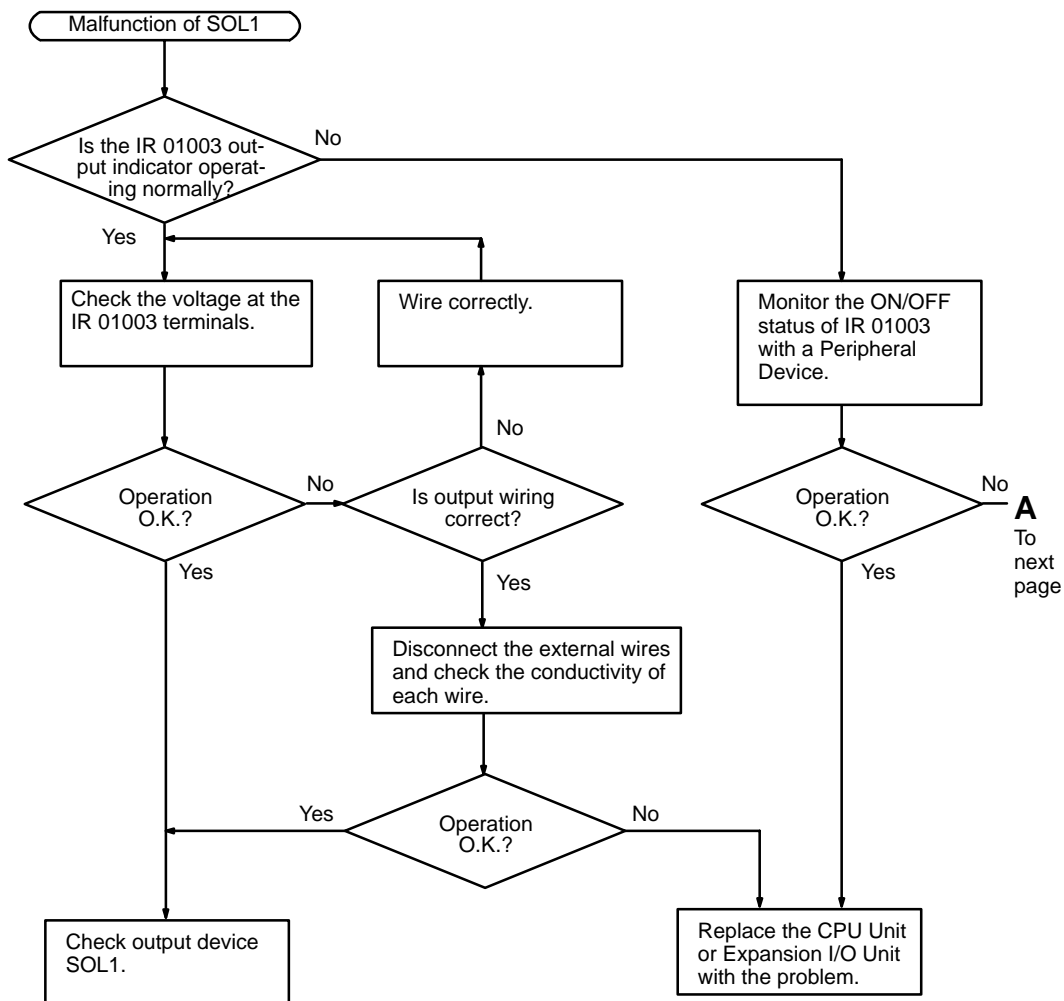 Malfunction of SOL1
Is the IR 01003 out-
put indicator operat-
ing normally?
No
Yes
Check the voltage at the
IR 01003 terminals.
Wire correctly.
Monitor the ON/OFF
status of IR 01003
with a Peripheral
Device.
No
Operation
O.K.?
No
Is output wiring
correct?
Operation
O.K.?
No
A
To
next
page
Yes
Yes
Yes
Disconnect the external wires
and check the conductivity of
each wire.
Yes
Operation
O.K.?
No
Check output device
SOL1.
Replace the CPU Unit
or Expansion I/O Unit
with the problem.